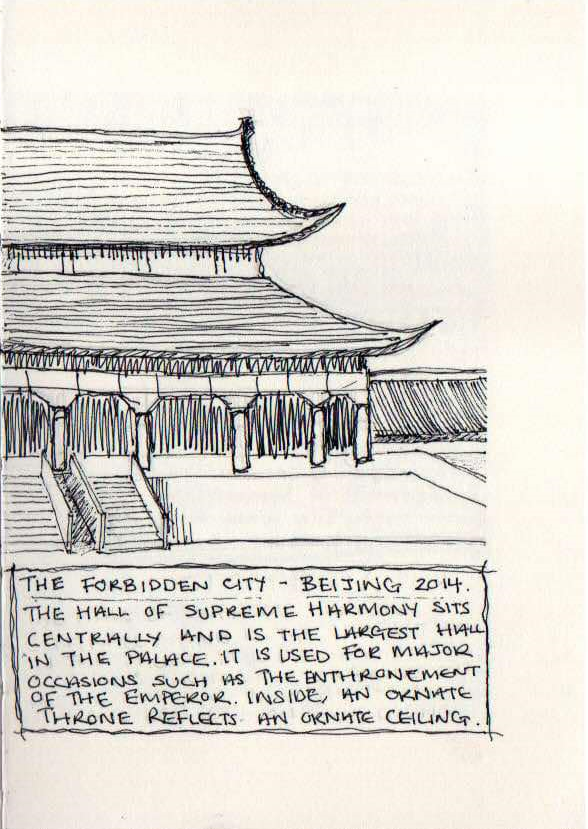 THE FORBIDDEN CITY - BEIJING 2014.
THE HALL OF SUPREME HARMONY SITS
CENTRALLY AND IS THE LARGEST HALL
IN THE PALACE. IT IS USED FOR MAJOR
OCCASIONS SUCH AS THE ENTHRONEMENT
OF THE EMPEROR. INSIDE, AN ORNATE
THRONE REFLECTS AN ORNATE CEILING.